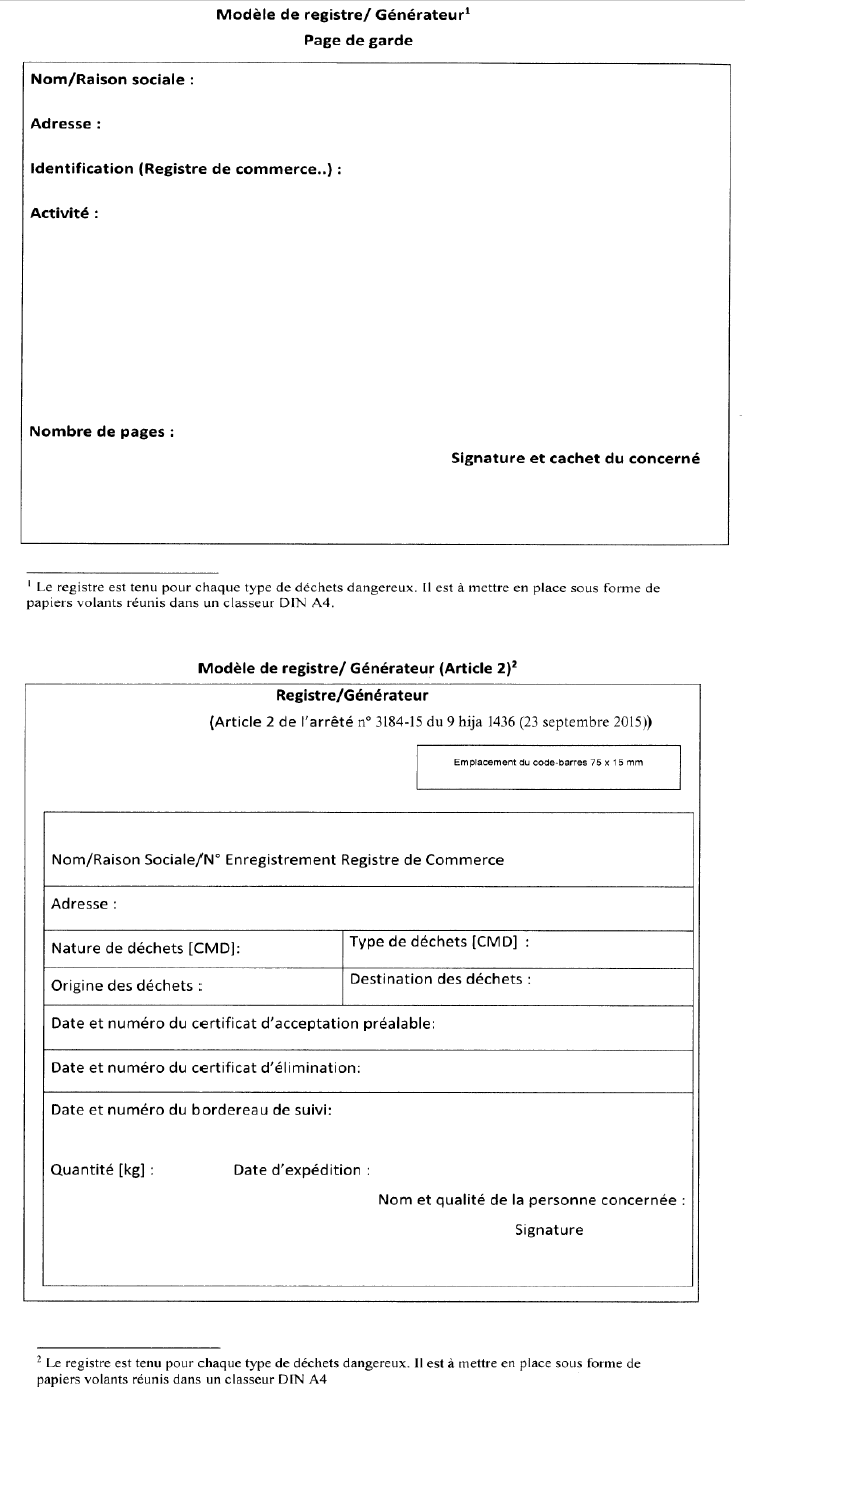 Modèle de registre/ Générateur¹
Page de garde
Nom/Raison sociale :
Adresse :
Identification (Registre de commerce..) :
Activité :
Nombre de pages :
Signature et cachet du concerné
¹ Le registre est tenu pour chaque type de déchets dangereux. Il est à mettre en place sous forme de
papiers volants réunis dans un classeur DIN A4.
Modèle de registre/ Générateur (Article 2)²
Registre/Générateur
(Article 2 de l'arrêté n° 3184-15 du 9 hija 1436 (23 septembre 2015))
Emplacement du code-barres 75 x 15 mm
Nom/Raison Sociale/N° Enregistrement Registre de Commerce
Adresse :
Nature de déchets [CMD]:
Type de déchets [CMD] :
Origine des déchets :
Destination des déchets :
Date et numéro du certificat d'acceptation préalable:
Date et numéro du certificat d'élimination:
Date et numéro du bordereau de suivi:
Quantité [kg] : Date d'expédition :
Nom et qualité de la personne concernée :
Signature
² Le registre est tenu pour chaque type de déchets dangereux. Il est à mettre en place sous forme de
papiers volants réunis dans un classeur DIN A4